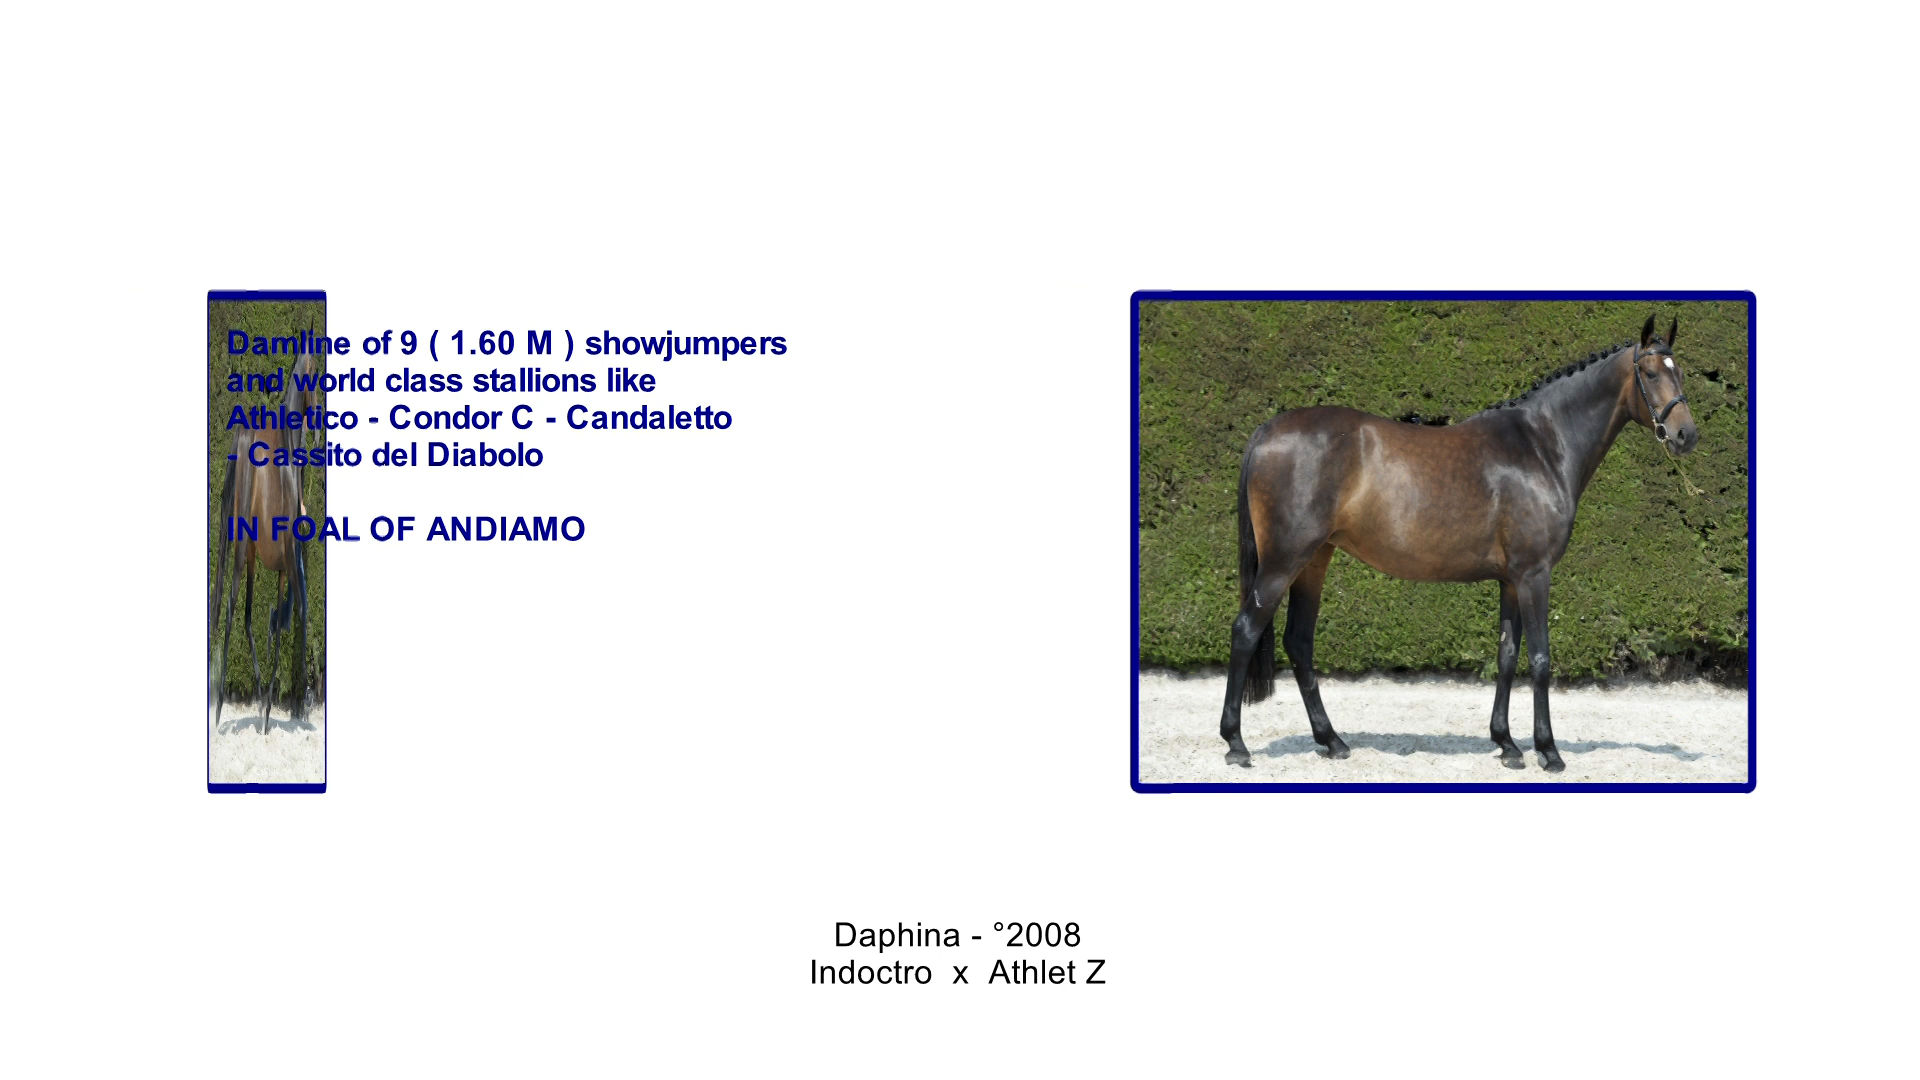 Damline of 9 ( 1.60 M ) showjumpers
and world class stallions like
Athletico - Condor C - Candaletto
- Cassito del Diabolo
IN FOAL OF ANDIAMO
Daphina - °2008
Indoctro x Athlet Z